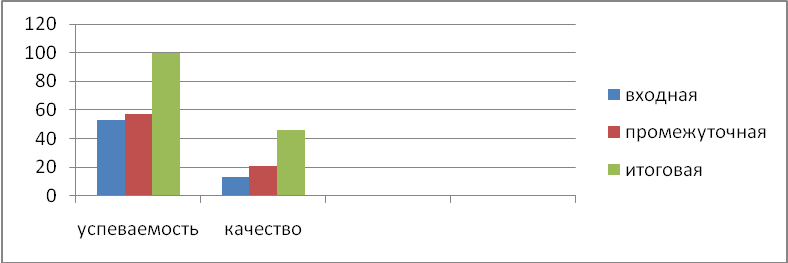 120
100
80
60
40
20
0
успеваемость качество
входная
промежуточная
итоговая